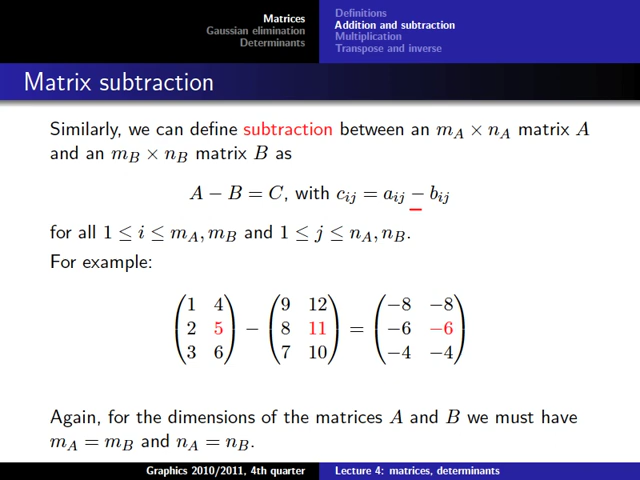 Matrices
Gaussian elimination
Determinants
Definitions
Addition and subtraction
Multiplication
Transpose and inverse
Matrix subtraction
Similarly, we can define subtraction between an m_A × n_A matrix A
and an m_B × n_B matrix B as
A − B = C, with c_ij = a_ij − b_ij
for all 1 ≤ i ≤ m_A, m_B and 1 ≤ j ≤ n_A, n_B.
For example:
(1 4) (9 12) (−8 −8)
(2 5) − (8 11) = (−6 −6)
(3 6) (7 10) (−4 −4)
Again, for the dimensions of the matrices A and B we must have
m_A = m_B and n_A = n_B.
Graphics 2010/2011, 4th quarter
Lecture 4: matrices, determinants